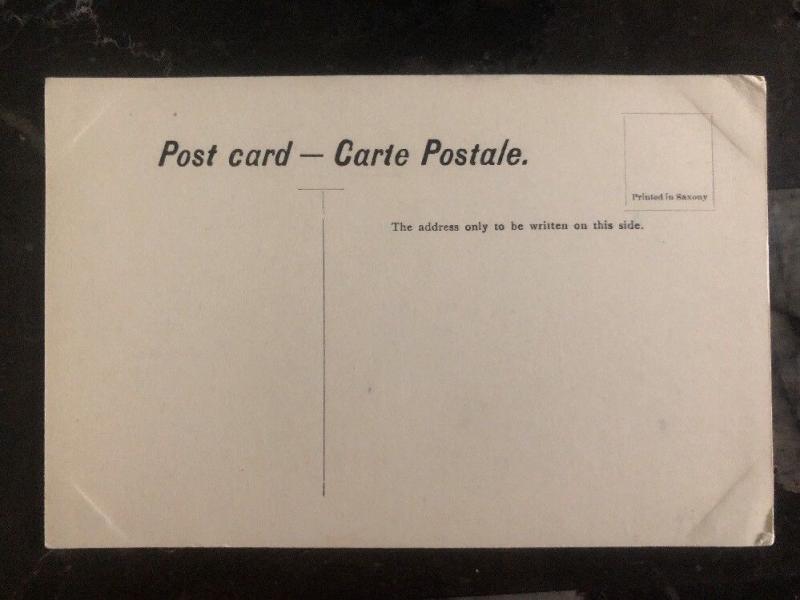 Post card — Carte Postale.
Printed in Saxony
The address only to be written on this side.